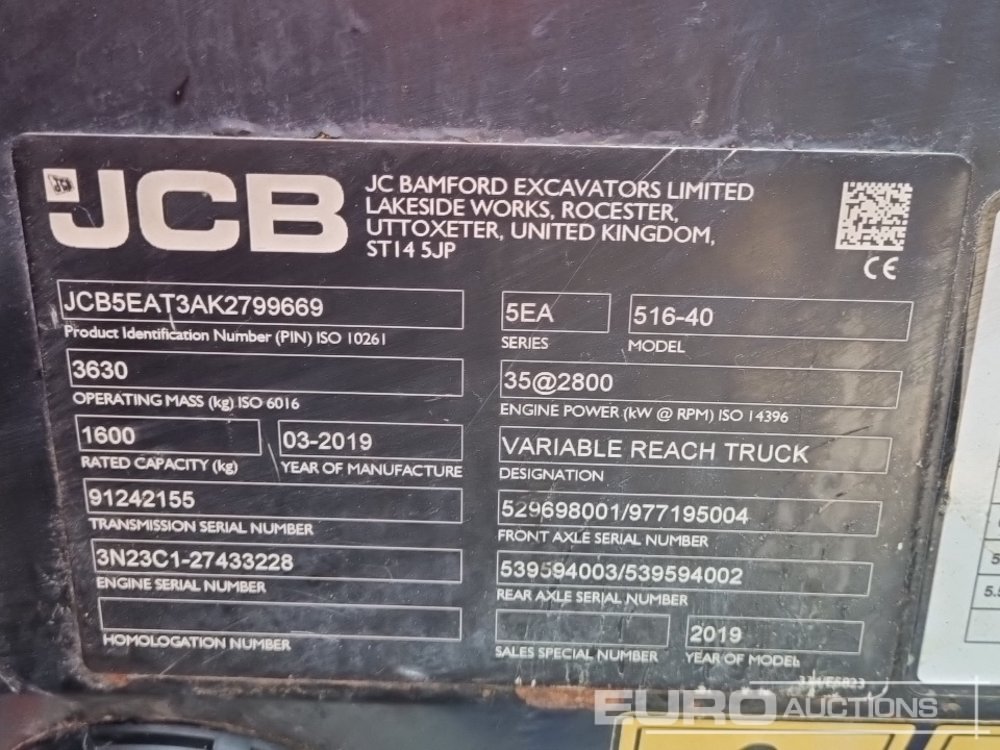 JCB
JC BAMFORD EXCAVATORS LIMITED
LAKESIDE WORKS, ROCESTER,
UTTOXETER, UNITED KINGDOM,
ST14 5JP
CE
JCB5EAT3AK2799669
Product Identification Number (PIN) ISO 10261
5EA
SERIES
516-40
MODEL
3630
OPERATING MASS (kg) ISO 6016
35@2800
ENGINE POWER (kW @ RPM) ISO 14396
1600
RATED CAPACITY (kg)
03-2019
YEAR OF MANUFACTURE
VARIABLE REACH TRUCK
DESIGNATION
91242155
TRANSMISSION SERIAL NUMBER
529698001/977195004
FRONT AXLE SERIAL NUMBER
3N23C1-27433228
ENGINE SERIAL NUMBER
539594003/539594002
REAR AXLE SERIAL NUMBER
HOMOLOGATION NUMBER
SALES SPECIAL NUMBER
2019
YEAR OF MODEL
EURO AUCTIONS